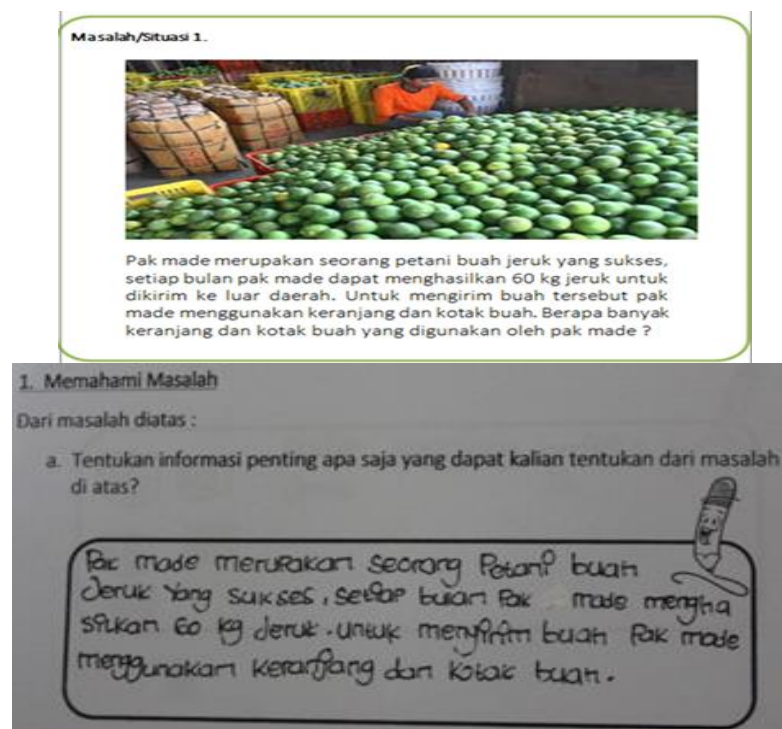 Masalah/Situasi 1.
Pak made merupakan seorang petani buah jeruk yang sukses,
setiap bulan pak made dapat menghasilkan 60 kg jeruk untuk
dikirim ke luar daerah. Untuk mengirim buah tersebut pak
made menggunakan keranjang dan kotak buah. Berapa banyak
keranjang dan kotak buah yang digunakan oleh pak made ?
1. Memahami Masalah
Dari masalah diatas :
a. Tentukan informasi penting apa saja yang dapat kalian tentukan dari masalah
di atas?
Pak made merupakan seorang Petani buah
Jeruk Yang sukses, setiap bulan Pak made mengha
silkan 60 kg jeruk. untuk mengirim buah Pak made
menggunakan keranjang dan kotak buah.